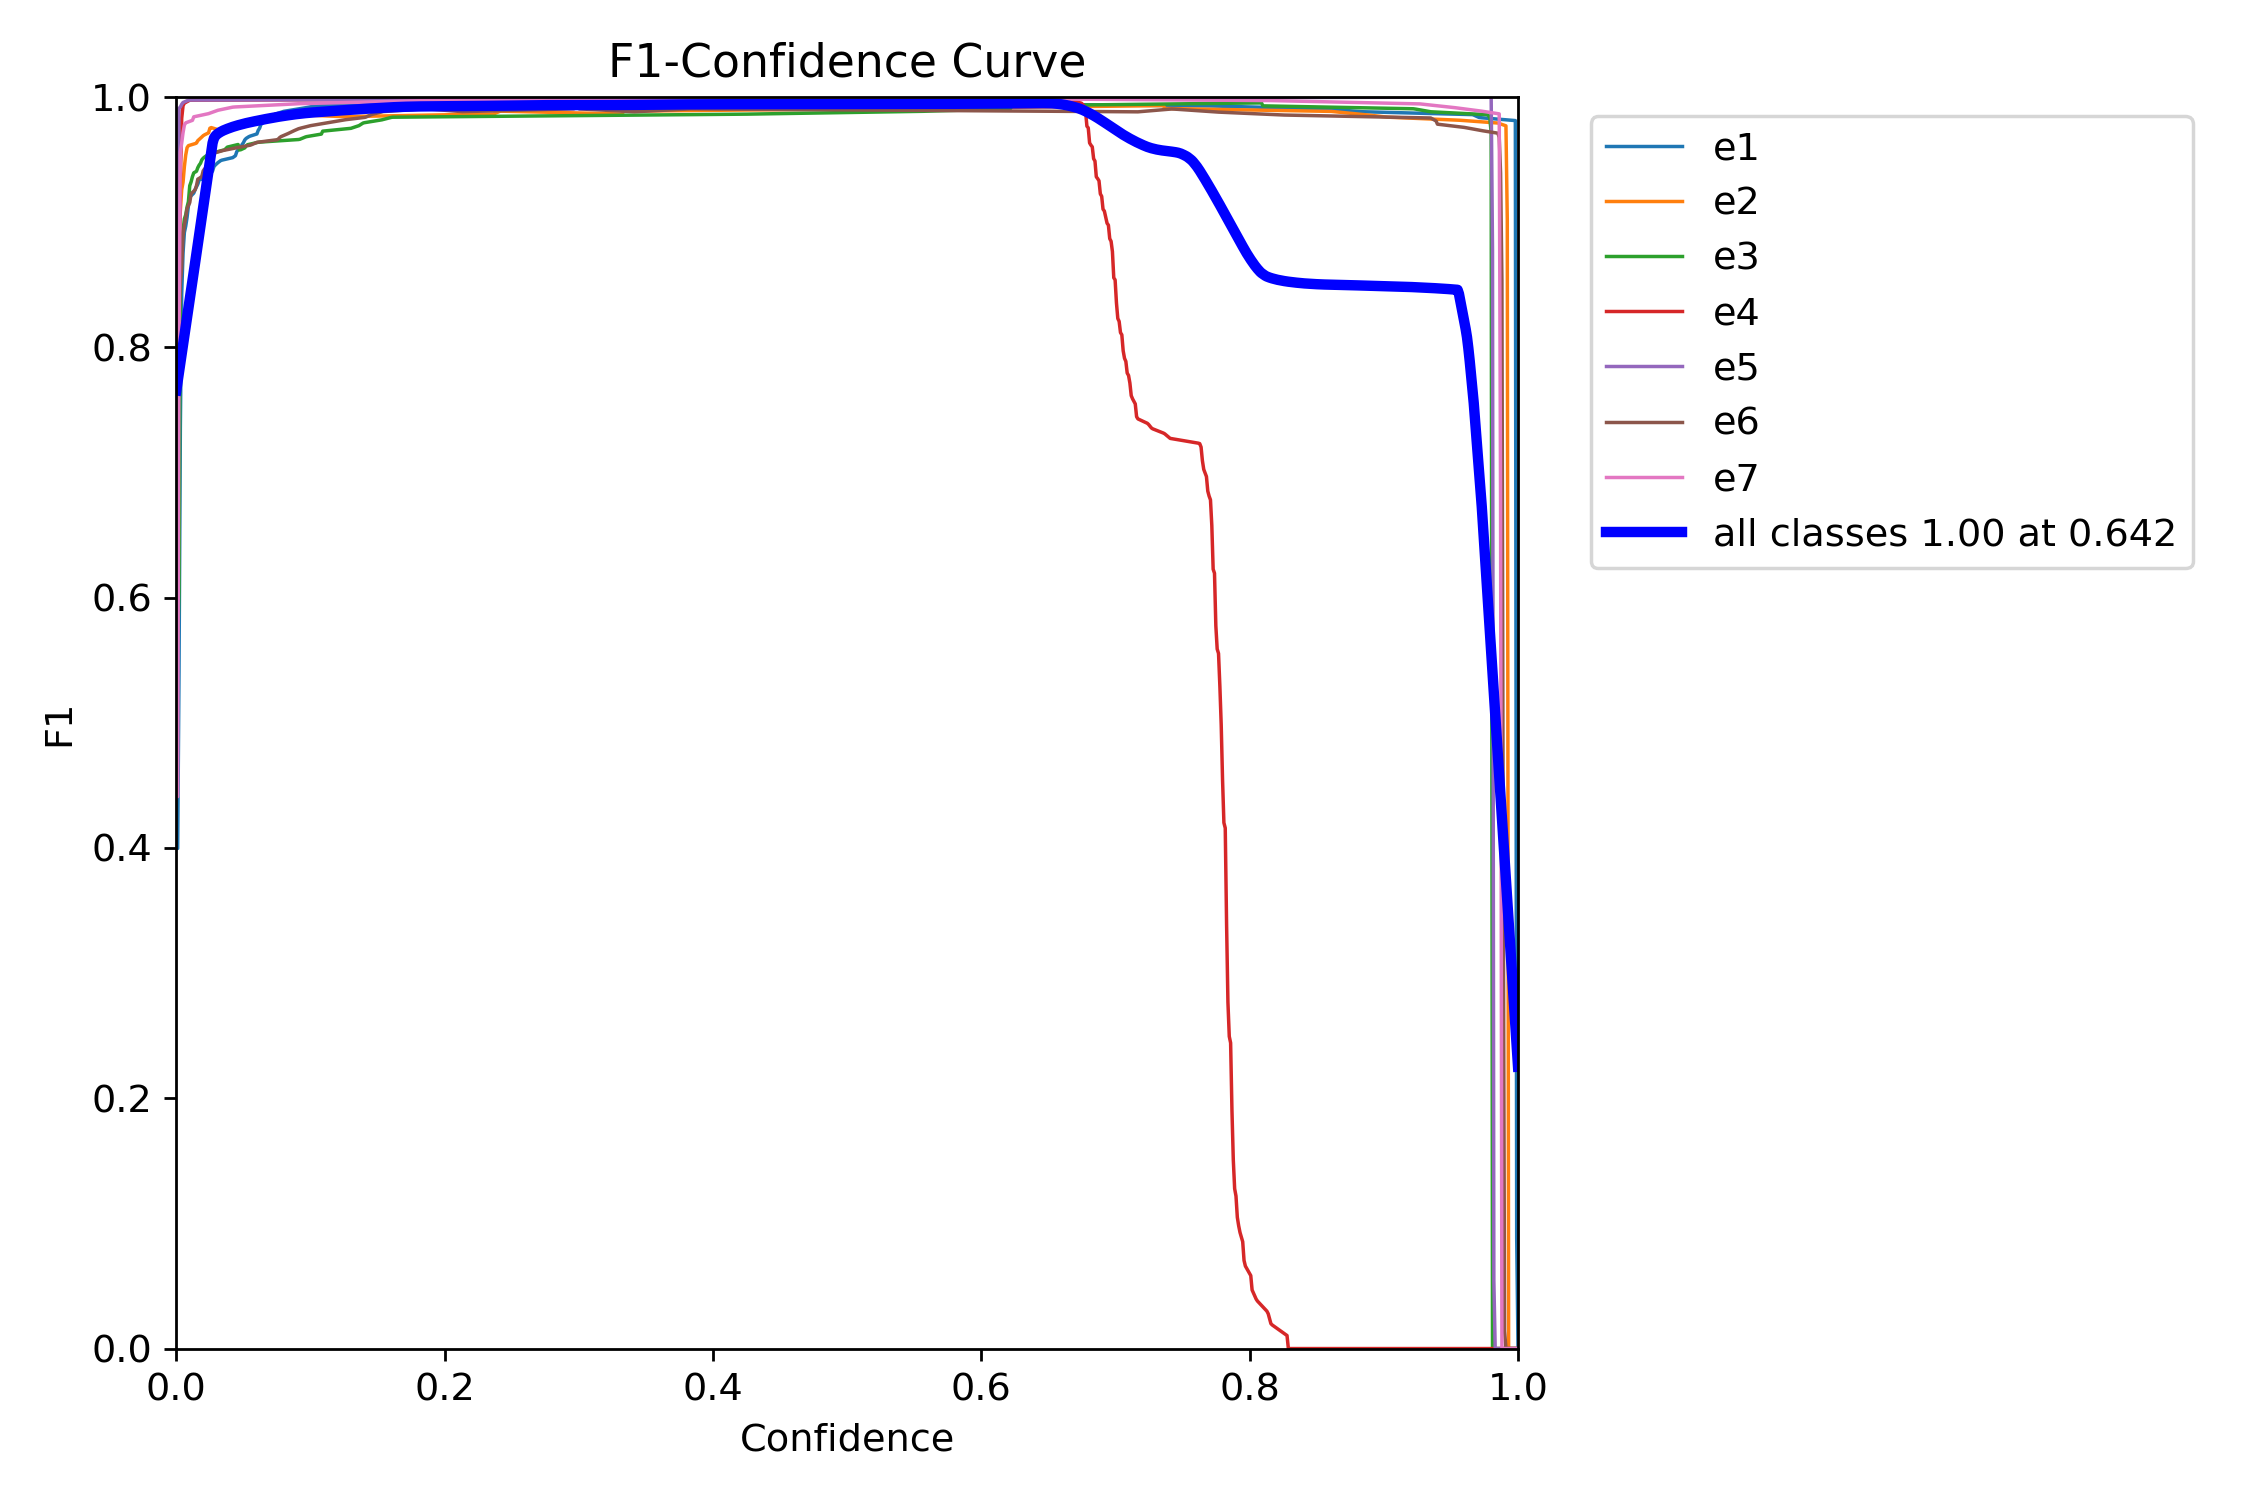 F1-Confidence Curve
1.0
0.8
0.6
0.4
0.2
0.0
F1
0.0 0.2 0.4 0.6 0.8 1.0
Confidence
e1
e2
e3
e4
e5
e6
e7
all classes 1.00 at 0.642